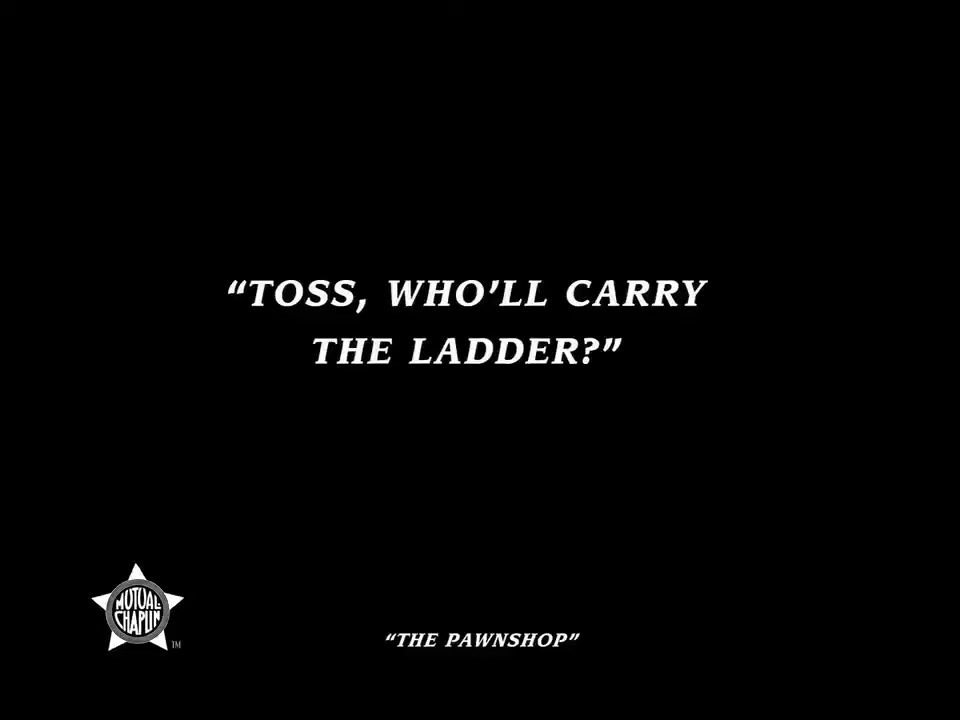 “TOSS, WHO’LL CARRY
THE LADDER?”
MUTUAL-
CHAPLIN
TM
“THE PAWNSHOP”